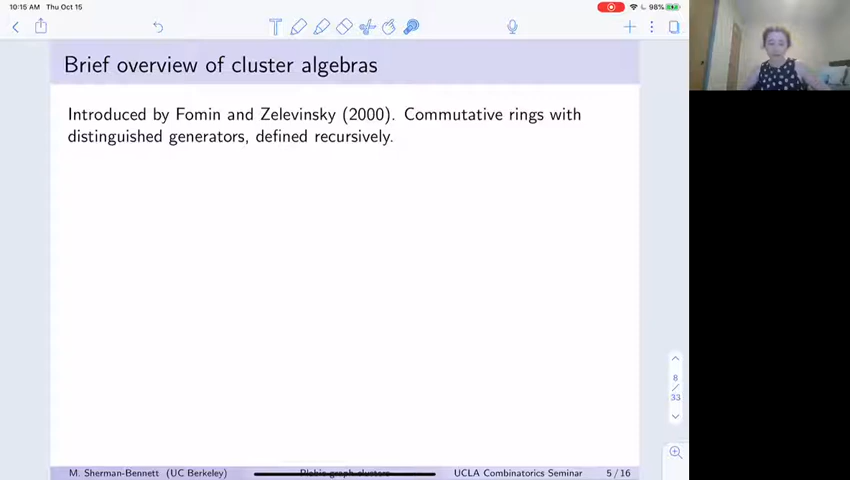 10:15 AM Thu Oct 15
98%
Brief overview of cluster algebras
Introduced by Fomin and Zelevinsky (2000). Commutative rings with
distinguished generators, defined recursively.
8
/
33
M. Sherman-Bennett (UC Berkeley) Plabic graph clusters UCLA Combinatorics Seminar 5 / 16